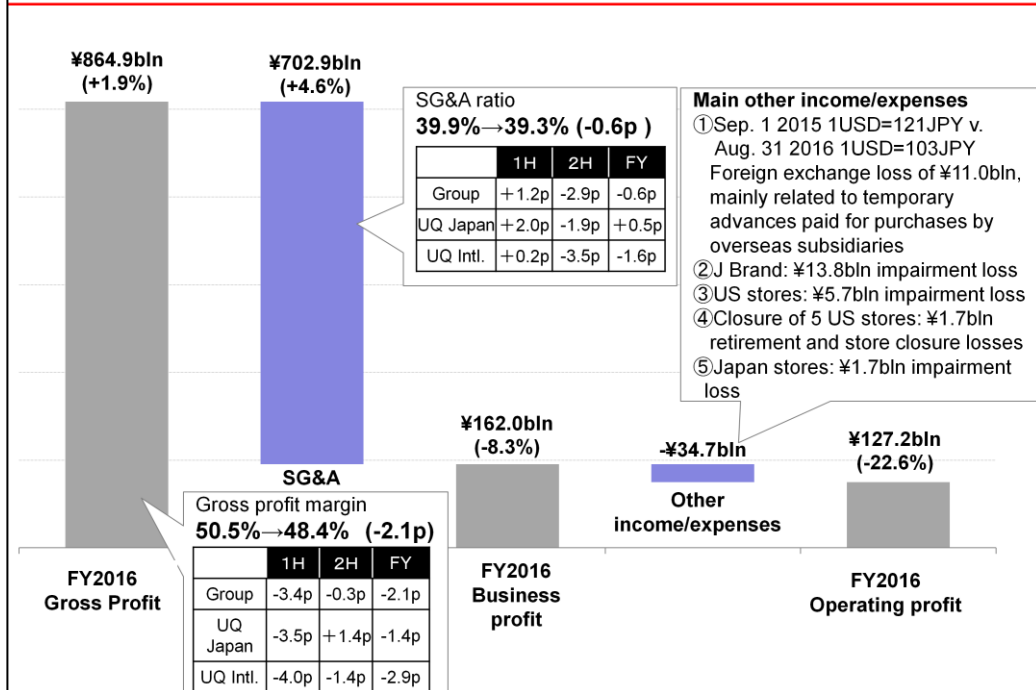 ¥864.9bln
(+1.9%)
¥702.9bln
(+4.6%)
SG&A
SG&A ratio
39.9%→39.3% (-0.6p )
1H 2H FY
Group +1.2p -2.9p -0.6p
UQ Japan +2.0p -1.9p +0.5p
UQ Intl. +0.2p -3.5p -1.6p
Main other income/expenses
①Sep. 1 2015 1USD=121JPY v.
Aug. 31 2016 1USD=103JPY
Foreign exchange loss of ¥11.0bln,
mainly related to temporary
advances paid for purchases by
overseas subsidiaries
②J Brand: ¥13.8bln impairment loss
③US stores: ¥5.7bln impairment loss
④Closure of 5 US stores: ¥1.7bln
retirement and store closure losses
⑤Japan stores: ¥1.7bln impairment
loss
¥162.0bln
(-8.3%)
-¥34.7bln
Other
income/expenses
¥127.2bln
(-22.6%)
Gross profit margin
50.5%→48.4% (-2.1p)
1H 2H FY
Group -3.4p -0.3p -2.1p
UQ
Japan -3.5p +1.4p -1.4p
UQ Intl. -4.0p -1.4p -2.9p
FY2016
Gross Profit
FY2016
Business
profit
FY2016
Operating profit